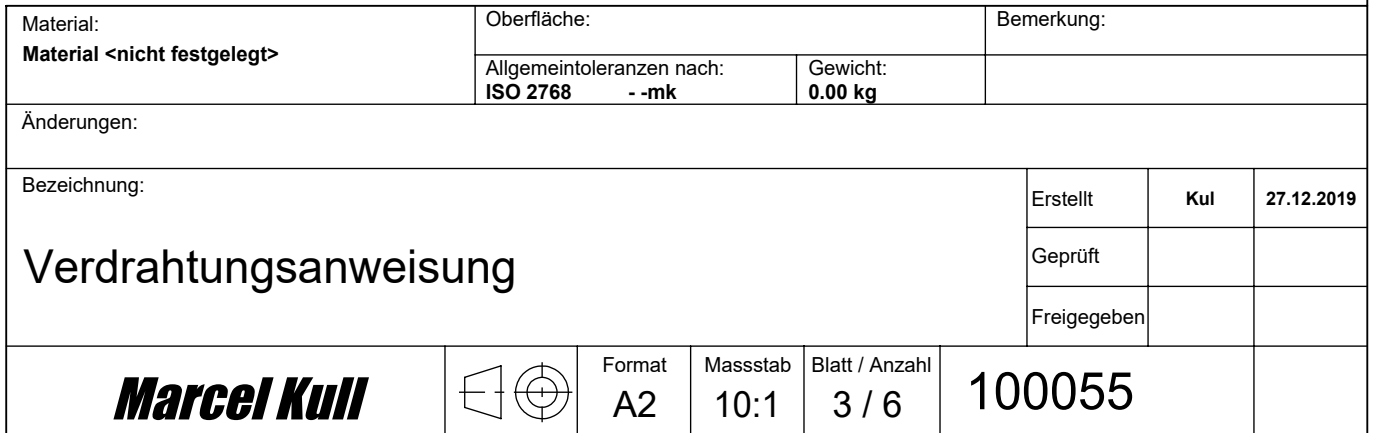 Material:
Material <nicht festgelegt>
Oberfläche:
Bemerkung:
Allgemeintoleranzen nach:
ISO 2768 - -mk
Gewicht:
0.00 kg
Änderungen:
Bezeichnung:
Verdrahtungsanweisung
Erstellt Kul 27.12.2019
Geprüft
Freigegeben
Marcel Kull
Format
A2
Massstab
10:1
Blatt / Anzahl
3 / 6
100055